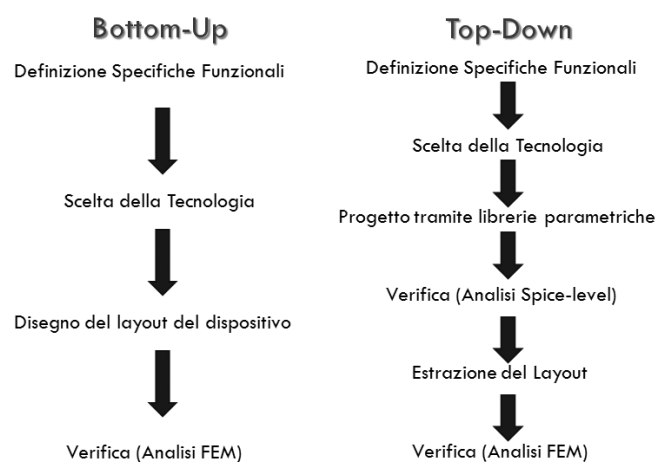 Bottom-Up
Definizione Specifiche Funzionali
Scelta della Tecnologia
Disegno del layout del dispositivo
Verifica (Analisi FEM)
Top-Down
Definizione Specifiche Funzionali
Scelta della Tecnologia
Progetto tramite librerie parametriche
Verifica (Analisi Spice-level)
Estrazione del Layout
Verifica (Analisi FEM)